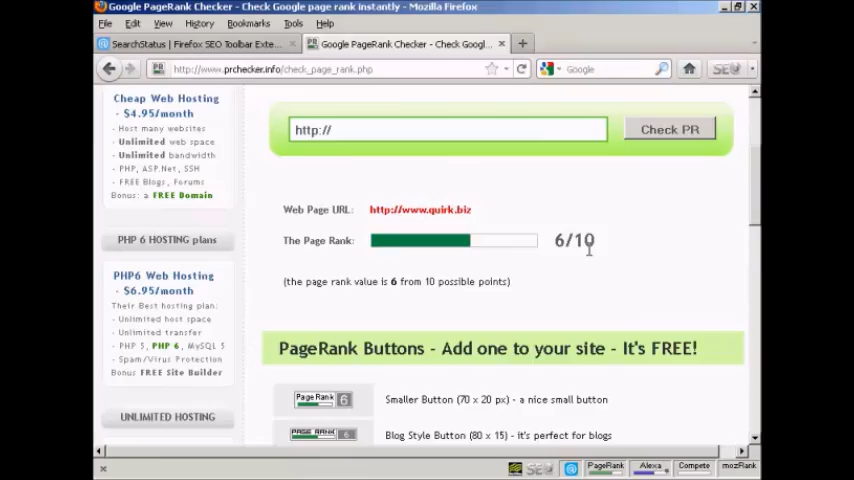 Google PageRank Checker - Check Google page rank instantly - Mozilla Firefox
File Edit View History Bookmarks Tools Help
SearchStatus | Firefox SEO Toolbar Exte...
Google PageRank Checker - Check Googl...
http://www.prchecker.info/check_page_rank.php
Google
Cheap Web Hosting
- $4.95/month
- Host many websites
- Unlimited web space
- Unlimited bandwidth
- PHP, ASP.Net, SSH
- FREE Blogs, Forums
Bonus: a FREE Domain
PHP 6 HOSTING plans
PHP6 Web Hosting
- $6.95/month
Their Best hosting plan:
- Unlimited host space
- Unlimited transfer
- PHP 5, PHP 6, MySQL 5
- Spam/Virus Protection
Bonus FREE Site Builder
UNLIMITED HOSTING
http://
Check PR
Web Page URL: http://www.quirk.biz
The Page Rank: 6/10
(the page rank value is 6 from 10 possible points)
PageRank Buttons - Add one to your site - It's FREE!
PageRank 6
Smaller Button (70 x 20 px) - a nice small button
PAGE RANK 6
Blog Style Button (80 x 15) - it's perfect for blogs
PageRank
Alexa
Compete
mozRank